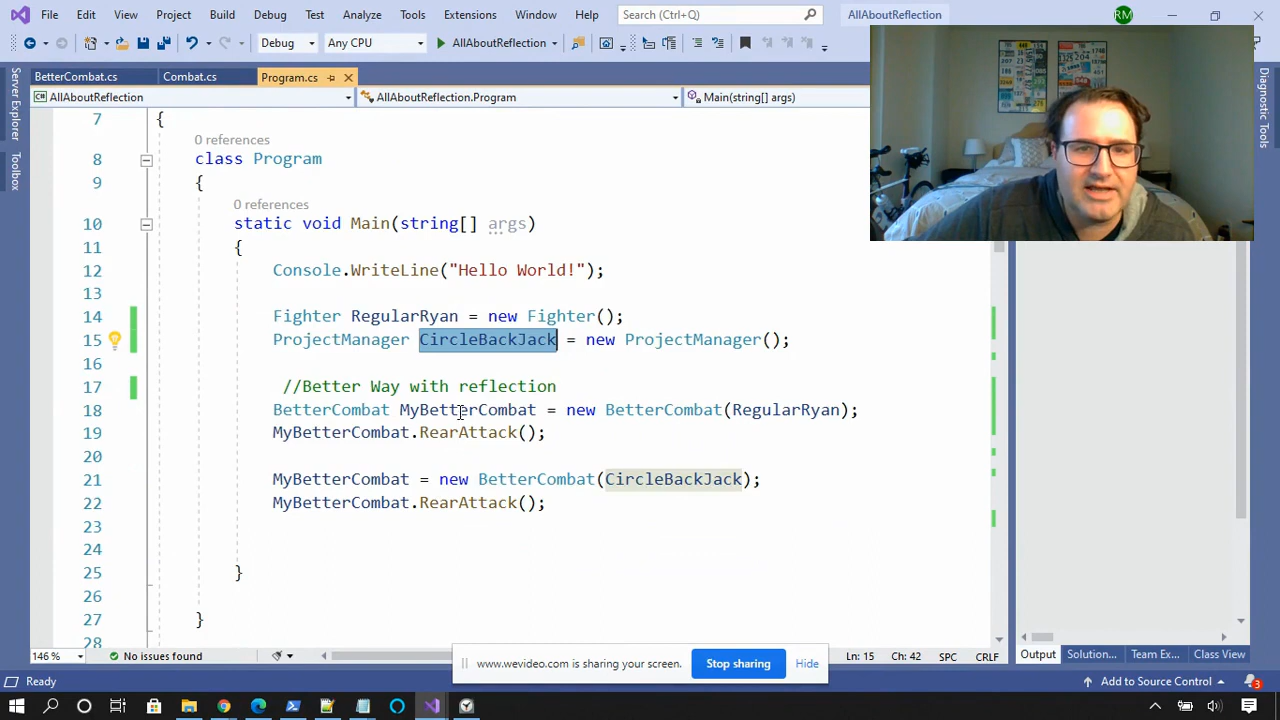 File Edit View Project Build Debug Test Analyze Tools Extensions Window Help Search (Ctrl+Q) AllAboutReflection RM
Debug Any CPU AllAboutReflection
BetterCombat.cs Combat.cs Program.cs
AllAboutReflection AllAboutReflection.Program Main(string[] args)
Server Explorer
Toolbox
Diagnostic Tools
7 {
0 references
8 class Program
9 {
0 references
10 static void Main(string[] args)
11 {
12 Console.WriteLine("Hello World!");
13
14 Fighter RegularRyan = new Fighter();
15 ProjectManager CircleBackJack = new ProjectManager();
16
17 //Better Way with reflection
18 BetterCombat MyBetterCombat = new BetterCombat(RegularRyan);
19 MyBetterCombat.RearAttack();
20
21 MyBetterCombat = new BetterCombat(CircleBackJack);
22 MyBetterCombat.RearAttack();
23
24
25 }
26
27 }
28
146 % No issues found Ln: 15 Ch: 42 SPC CRLF
Output Solution... Team Ex... Class View
www.wevideo.com is sharing your screen. Stop sharing Hide
Ready Add to Source Control 3